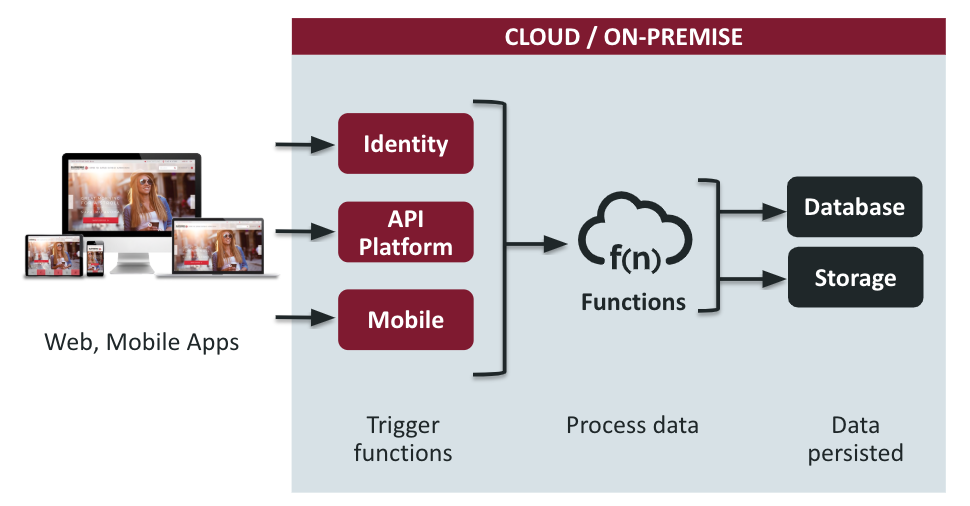 CLOUD / ON-PREMISE
Identity
API
Platform
Mobile
f(n)
Functions
Database
Storage
Web, Mobile Apps
Trigger
functions
Process data
Data
persisted